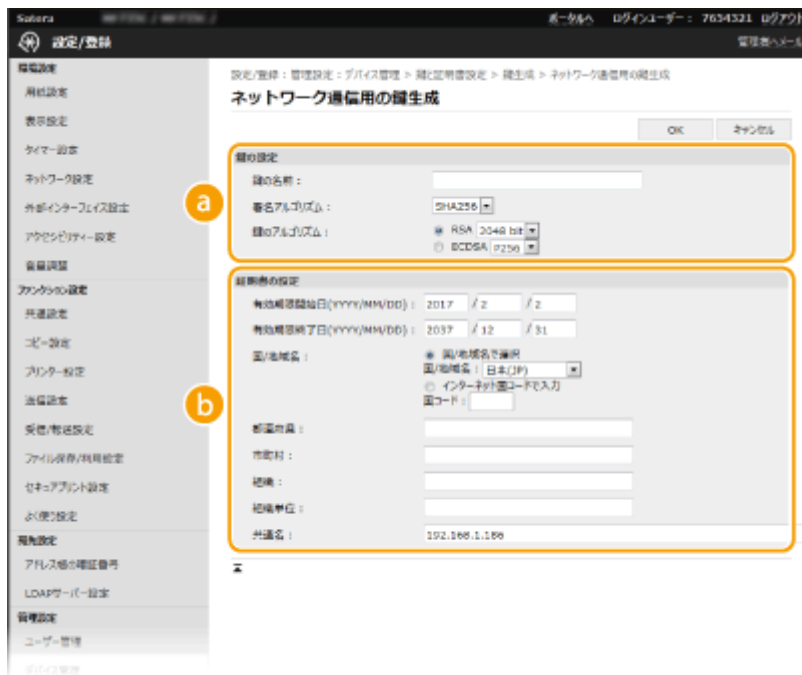 Satera
ポータルへ ログインユーザー: 7654321 ログアウト
設定/登録
管理者へメール
環境設定
用紙設定
表示設定
タイマー設定
ネットワーク設定
外部インターフェイス設定
アクセシビリティー設定
音量調整
ファンクション設定
共通設定
コピー設定
プリンター設定
送信設定
受信/転送設定
ファイル保存/利用設定
セキュアプリント設定
よく使う設定
宛先設定
アドレス帳の暗証番号
LDAPサーバー設定
管理設定
ユーザー管理
デバイス管理
設定/登録 : 管理設定 : デバイス管理 > 鍵と証明書設定 > 鍵生成 > ネットワーク通信用の鍵生成
ネットワーク通信用の鍵生成
OK キャンセル
a
鍵の設定
鍵の名前 :
署名アルゴリズム : SHA256
鍵のアルゴリズム : RSA 2048 bit
ECDSA P256
b
証明書の設定
有効期限開始日(YYYY/MM/DD) : 2017 / 2 / 2
有効期限終了日(YYYY/MM/DD) : 2037 / 12 / 31
国/地域名 : 国/地域名で選択
国/地域名 : 日本(JP)
インターネット国コードで入力
国コード :
都道府県 :
市町村 :
組織 :
組織単位 :
共通名 : 192.168.1.186